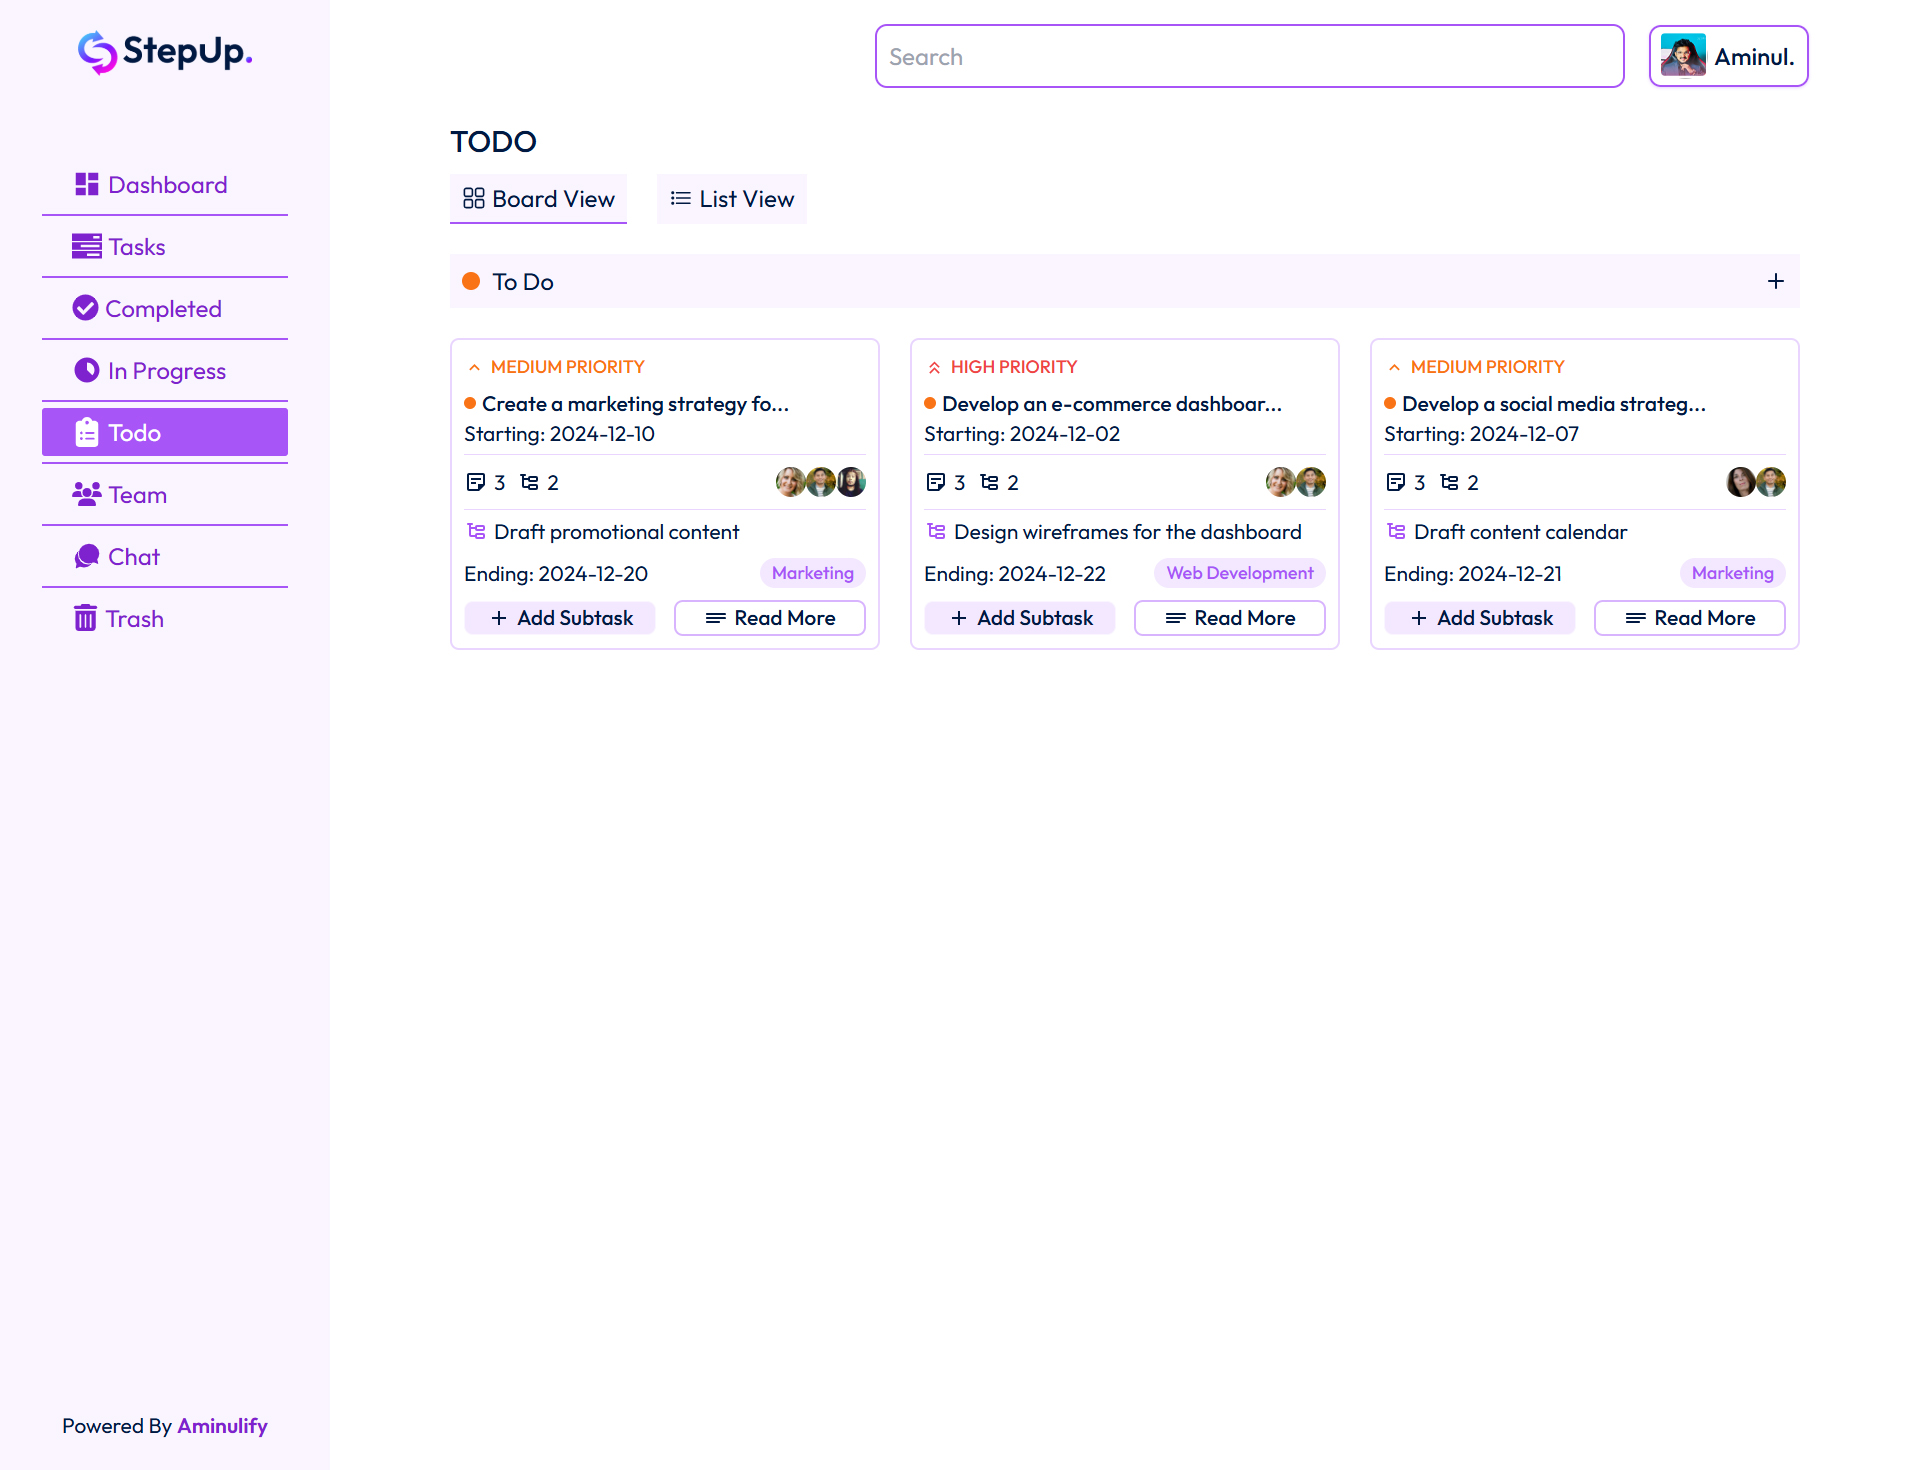 StepUp.
Search
Aminul.
Dashboard
Tasks
Completed
In Progress
Todo
Team
Chat
Trash
Powered By Aminulify
TODO
Board View
List View
To Do
MEDIUM PRIORITY
Create a marketing strategy fo...
Starting: 2024-12-10
3 2
Draft promotional content
Ending: 2024-12-20 Marketing
Add Subtask Read More
HIGH PRIORITY
Develop an e-commerce dashboar...
Starting: 2024-12-02
3 2
Design wireframes for the dashboard
Ending: 2024-12-22 Web Development
Add Subtask Read More
MEDIUM PRIORITY
Develop a social media strateg...
Starting: 2024-12-07
3 2
Draft content calendar
Ending: 2024-12-21 Marketing
Add Subtask Read More